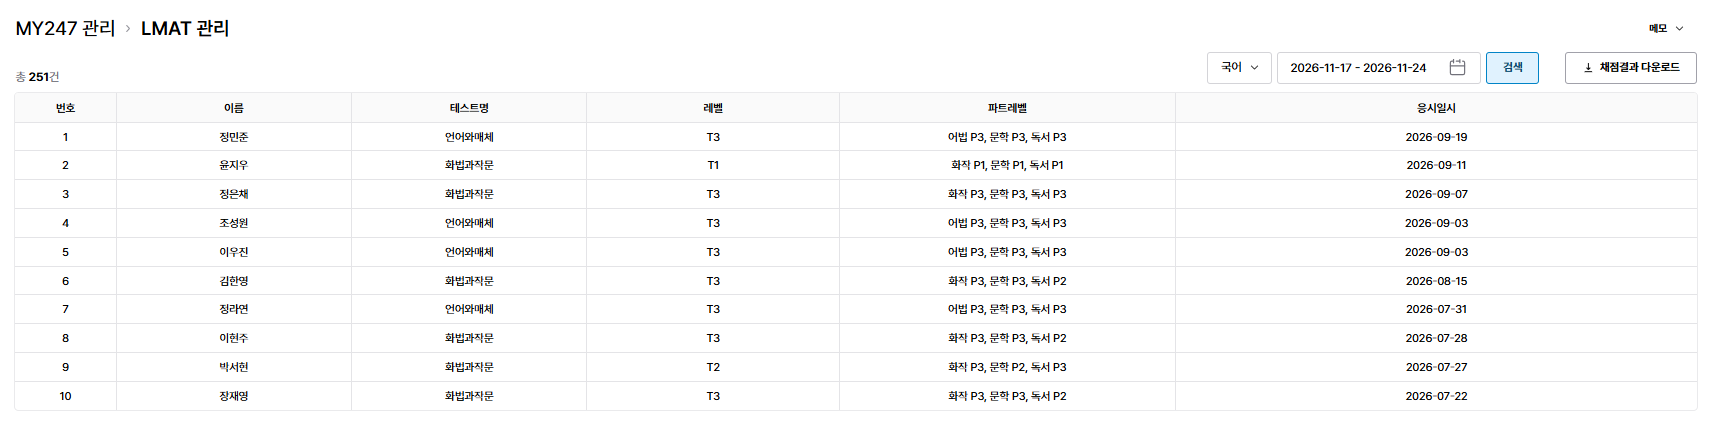 MY247 관리 › LMAT 관리
메모
총 251건
국어 2026-11-17 - 2026-11-24 검색 채점결과 다운로드
번호 이름 테스트명 레벨 파트레벨 응시일시
1 정민준 언어와매체 T3 어법 P3, 문학 P3, 독서 P3 2026-09-19
2 윤지우 화법과작문 T1 화작 P1, 문학 P1, 독서 P1 2026-09-11
3 정은채 화법과작문 T3 화작 P3, 문학 P3, 독서 P3 2026-09-07
4 조성원 언어와매체 T3 어법 P3, 문학 P3, 독서 P3 2026-09-03
5 이우진 언어와매체 T3 어법 P3, 문학 P3, 독서 P3 2026-09-03
6 김한영 화법과작문 T3 화작 P3, 문학 P3, 독서 P2 2026-08-15
7 정라연 언어와매체 T3 어법 P3, 문학 P3, 독서 P3 2026-07-31
8 이현주 화법과작문 T3 화작 P3, 문학 P3, 독서 P2 2026-07-28
9 박서현 화법과작문 T2 화작 P3, 문학 P2, 독서 P3 2026-07-27
10 장재영 화법과작문 T3 화작 P3, 문학 P3, 독서 P2 2026-07-22